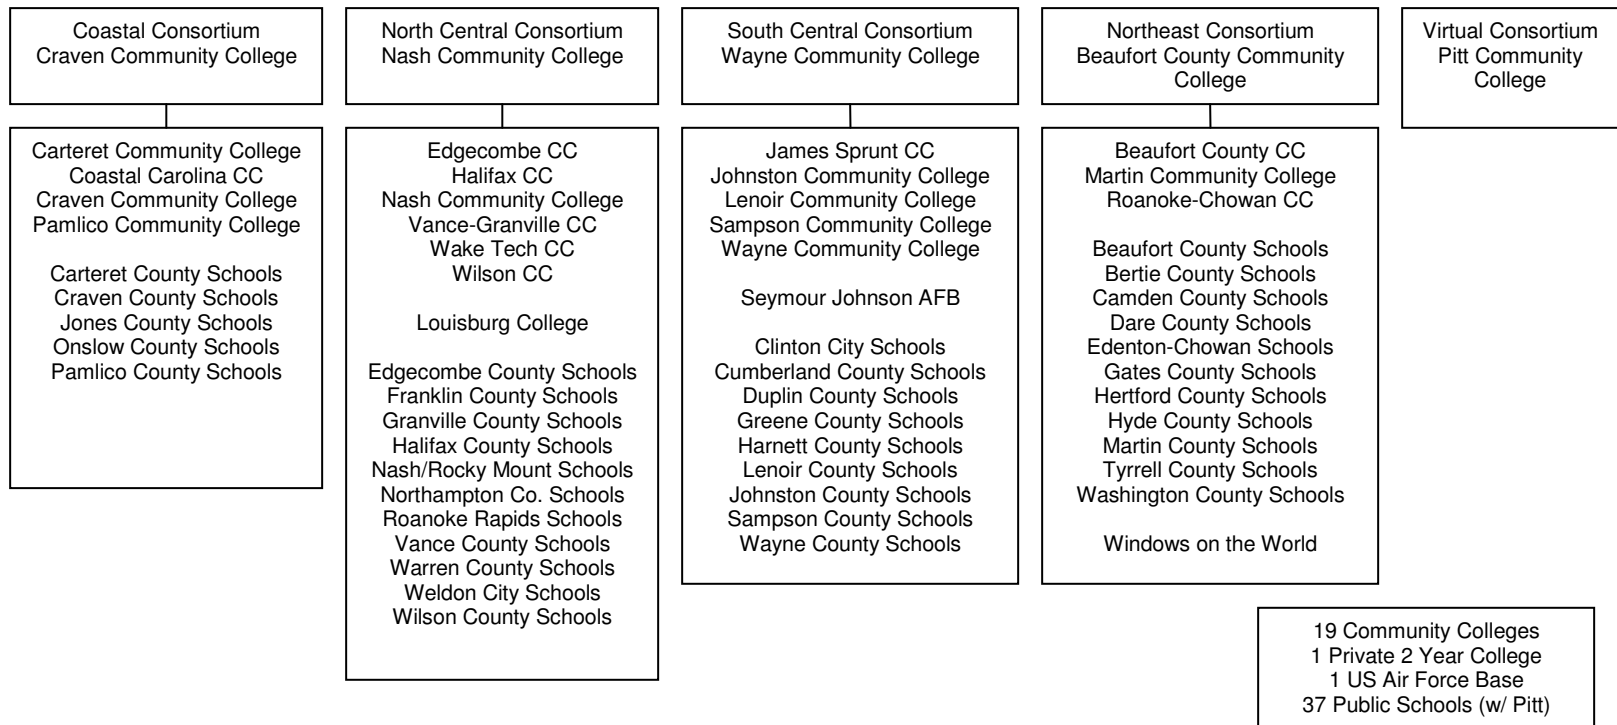 Coastal Consortium
Craven Community College
North Central Consortium
Nash Community College
South Central Consortium
Wayne Community College
Northeast Consortium
Beaufort County Community
College
Virtual Consortium
Pitt Community
College
Carteret Community College
Coastal Carolina CC
Craven Community College
Pamlico Community College
Carteret County Schools
Craven County Schools
Jones County Schools
Onslow County Schools
Pamlico County Schools
Edgecombe CC
Halifax CC
Nash Community College
Vance-Granville CC
Wake Tech CC
Wilson CC
Louisburg College
Edgecombe County Schools
Franklin County Schools
Granville County Schools
Halifax County Schools
Nash/Rocky Mount Schools
Northampton Co. Schools
Roanoke Rapids Schools
Vance County Schools
Warren County Schools
Weldon City Schools
Wilson County Schools
James Sprunt CC
Johnston Community College
Lenoir Community College
Sampson Community College
Wayne Community College
Seymour Johnson AFB
Clinton City Schools
Cumberland County Schools
Duplin County Schools
Greene County Schools
Harnett County Schools
Lenoir County Schools
Johnston County Schools
Sampson County Schools
Wayne County Schools
Beaufort County CC
Martin Community College
Roanoke-Chowan CC
Beaufort County Schools
Bertie County Schools
Camden County Schools
Dare County Schools
Edenton-Chowan Schools
Gates County Schools
Hertford County Schools
Hyde County Schools
Martin County Schools
Tyrrell County Schools
Washington County Schools
Windows on the World
19 Community Colleges
1 Private 2 Year College
1 US Air Force Base
37 Public Schools (w/ Pitt)